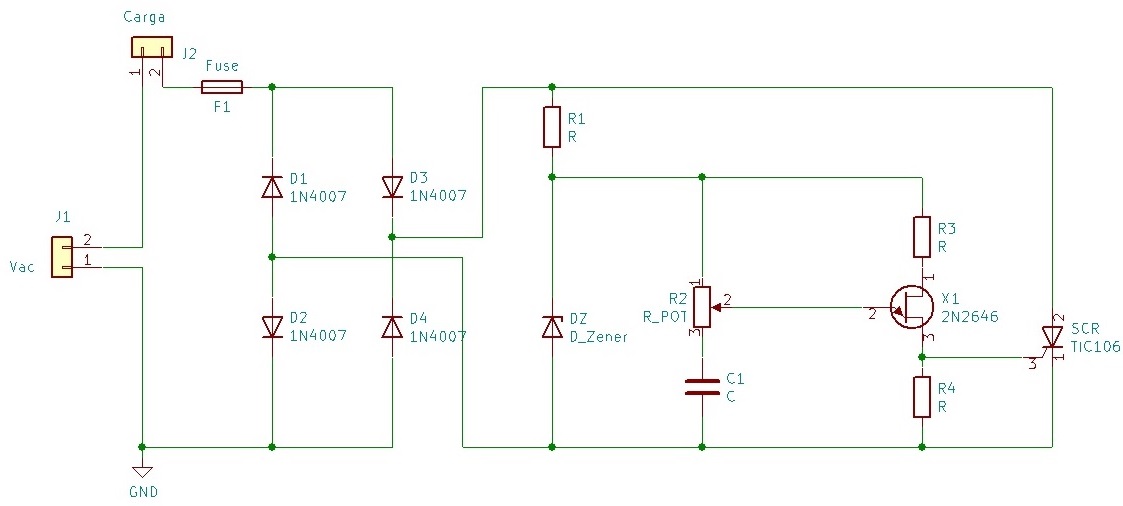 Carga
J2
1
2
Fuse
F1
J1
2
1
Vac
GND
D1
1N4007
D3
1N4007
D2
1N4007
D4
1N4007
R1
R
DZ
D_Zener
R2
R_POT
1
2
3
C1
C
R3
R
1
X1
2N2646
2
3
R4
R
2
SCR
TIC106
3
1